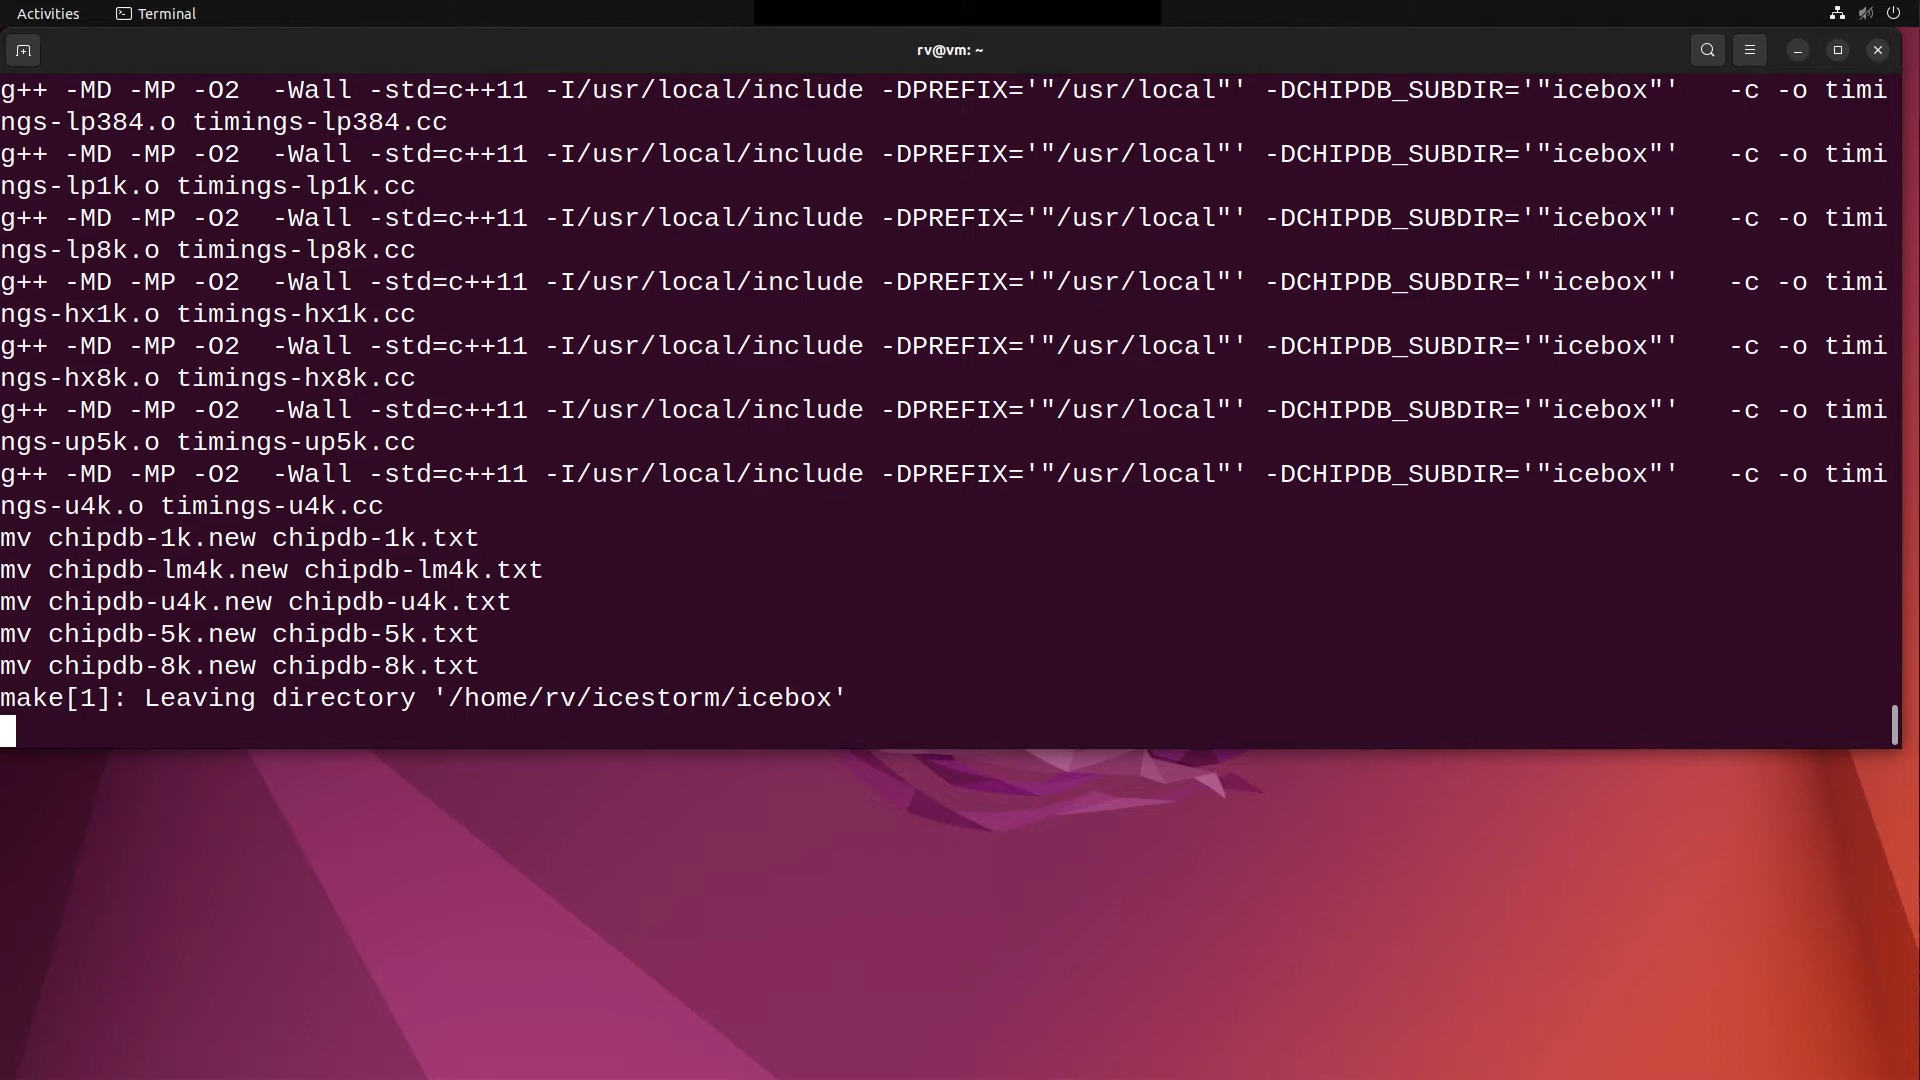 Activities Terminal
rv@vm: ~
g++ -MD -MP -O2  -Wall -std=c++11 -I/usr/local/include -DPREFIX='"/usr/local"' -DCHIPDB_SUBDIR='"icebox"'   -c -o timi
ngs-lp384.o timings-lp384.cc
g++ -MD -MP -O2  -Wall -std=c++11 -I/usr/local/include -DPREFIX='"/usr/local"' -DCHIPDB_SUBDIR='"icebox"'   -c -o timi
ngs-lp1k.o timings-lp1k.cc
g++ -MD -MP -O2  -Wall -std=c++11 -I/usr/local/include -DPREFIX='"/usr/local"' -DCHIPDB_SUBDIR='"icebox"'   -c -o timi
ngs-lp8k.o timings-lp8k.cc
g++ -MD -MP -O2  -Wall -std=c++11 -I/usr/local/include -DPREFIX='"/usr/local"' -DCHIPDB_SUBDIR='"icebox"'   -c -o timi
ngs-hx1k.o timings-hx1k.cc
g++ -MD -MP -O2  -Wall -std=c++11 -I/usr/local/include -DPREFIX='"/usr/local"' -DCHIPDB_SUBDIR='"icebox"'   -c -o timi
ngs-hx8k.o timings-hx8k.cc
g++ -MD -MP -O2  -Wall -std=c++11 -I/usr/local/include -DPREFIX='"/usr/local"' -DCHIPDB_SUBDIR='"icebox"'   -c -o timi
ngs-up5k.o timings-up5k.cc
g++ -MD -MP -O2  -Wall -std=c++11 -I/usr/local/include -DPREFIX='"/usr/local"' -DCHIPDB_SUBDIR='"icebox"'   -c -o timi
ngs-u4k.o timings-u4k.cc
mv chipdb-1k.new chipdb-1k.txt
mv chipdb-lm4k.new chipdb-lm4k.txt
mv chipdb-u4k.new chipdb-u4k.txt
mv chipdb-5k.new chipdb-5k.txt
mv chipdb-8k.new chipdb-8k.txt
make[1]: Leaving directory '/home/rv/icestorm/icebox'